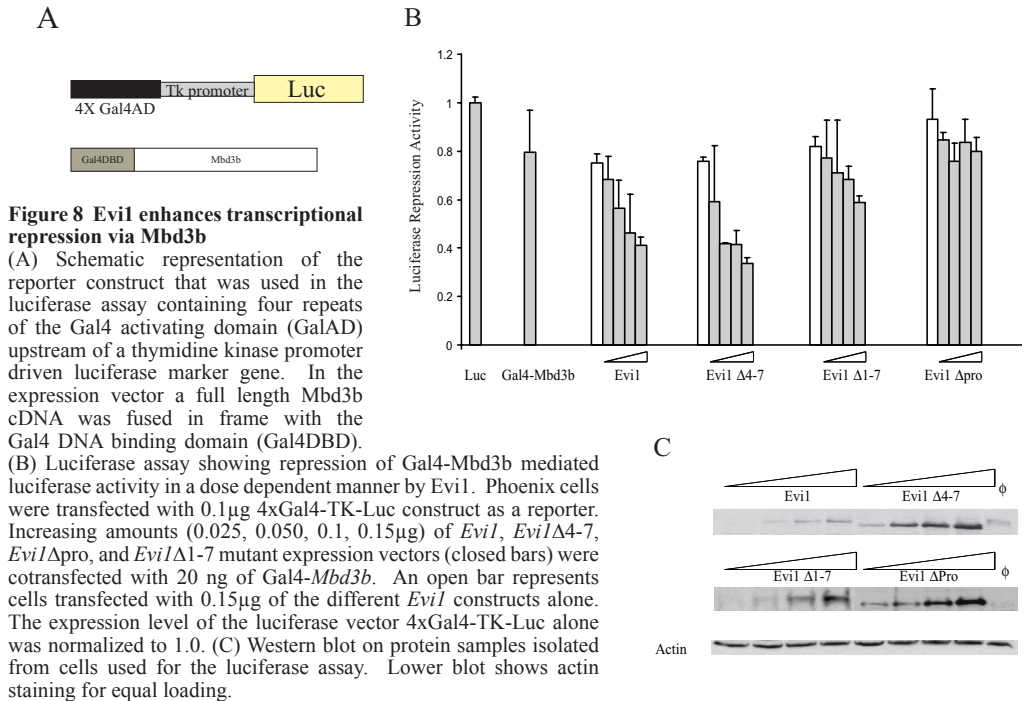 A
4X Gal4AD
Tk promoter
Luc
Gal4DBD
Mbd3b
Figure 8 Evi1 enhances transcriptional
repression via Mbd3b
(A) Schematic representation of the
reporter construct that was used in the
luciferase assay containing four repeats
of the Gal4 activating domain (GalAD)
upstream of a thymidine kinase promoter
driven luciferase marker gene. In the
expression vector a full length Mbd3b
cDNA was fused in frame with the
Gal4 DNA binding domain (Gal4DBD).
(B) Luciferase assay showing repression of Gal4-Mbd3b mediated
luciferase activity in a dose dependent manner by Evi1. Phoenix cells
were transfected with 0.1µg 4xGal4-TK-Luc construct as a reporter.
Increasing amounts (0.025, 0.050, 0.1, 0.15µg) of Evi1, Evi1Δ4-7,
Evi1Δpro, and Evi1Δ1-7 mutant expression vectors (closed bars) were
cotransfected with 20 ng of Gal4-Mbd3b. An open bar represents
cells transfected with 0.15µg of the different Evi1 constructs alone.
The expression level of the luciferase vector 4xGal4-TK-Luc alone
was normalized to 1.0. (C) Western blot on protein samples isolated
from cells used for the luciferase assay. Lower blot shows actin
staining for equal loading.
B
Luciferase Repression Activity
1.2
1
0.8
0.6
0.4
0.2
0
Luc
Gal4-Mbd3b
Evi1
Evi1 Δ4-7
Evi1 Δ1-7
Evi1 Δpro
C
Evi1
Evi1 Δ4-7
ϕ
Evi1 Δ1-7
Evi1 ΔPro
ϕ
Actin